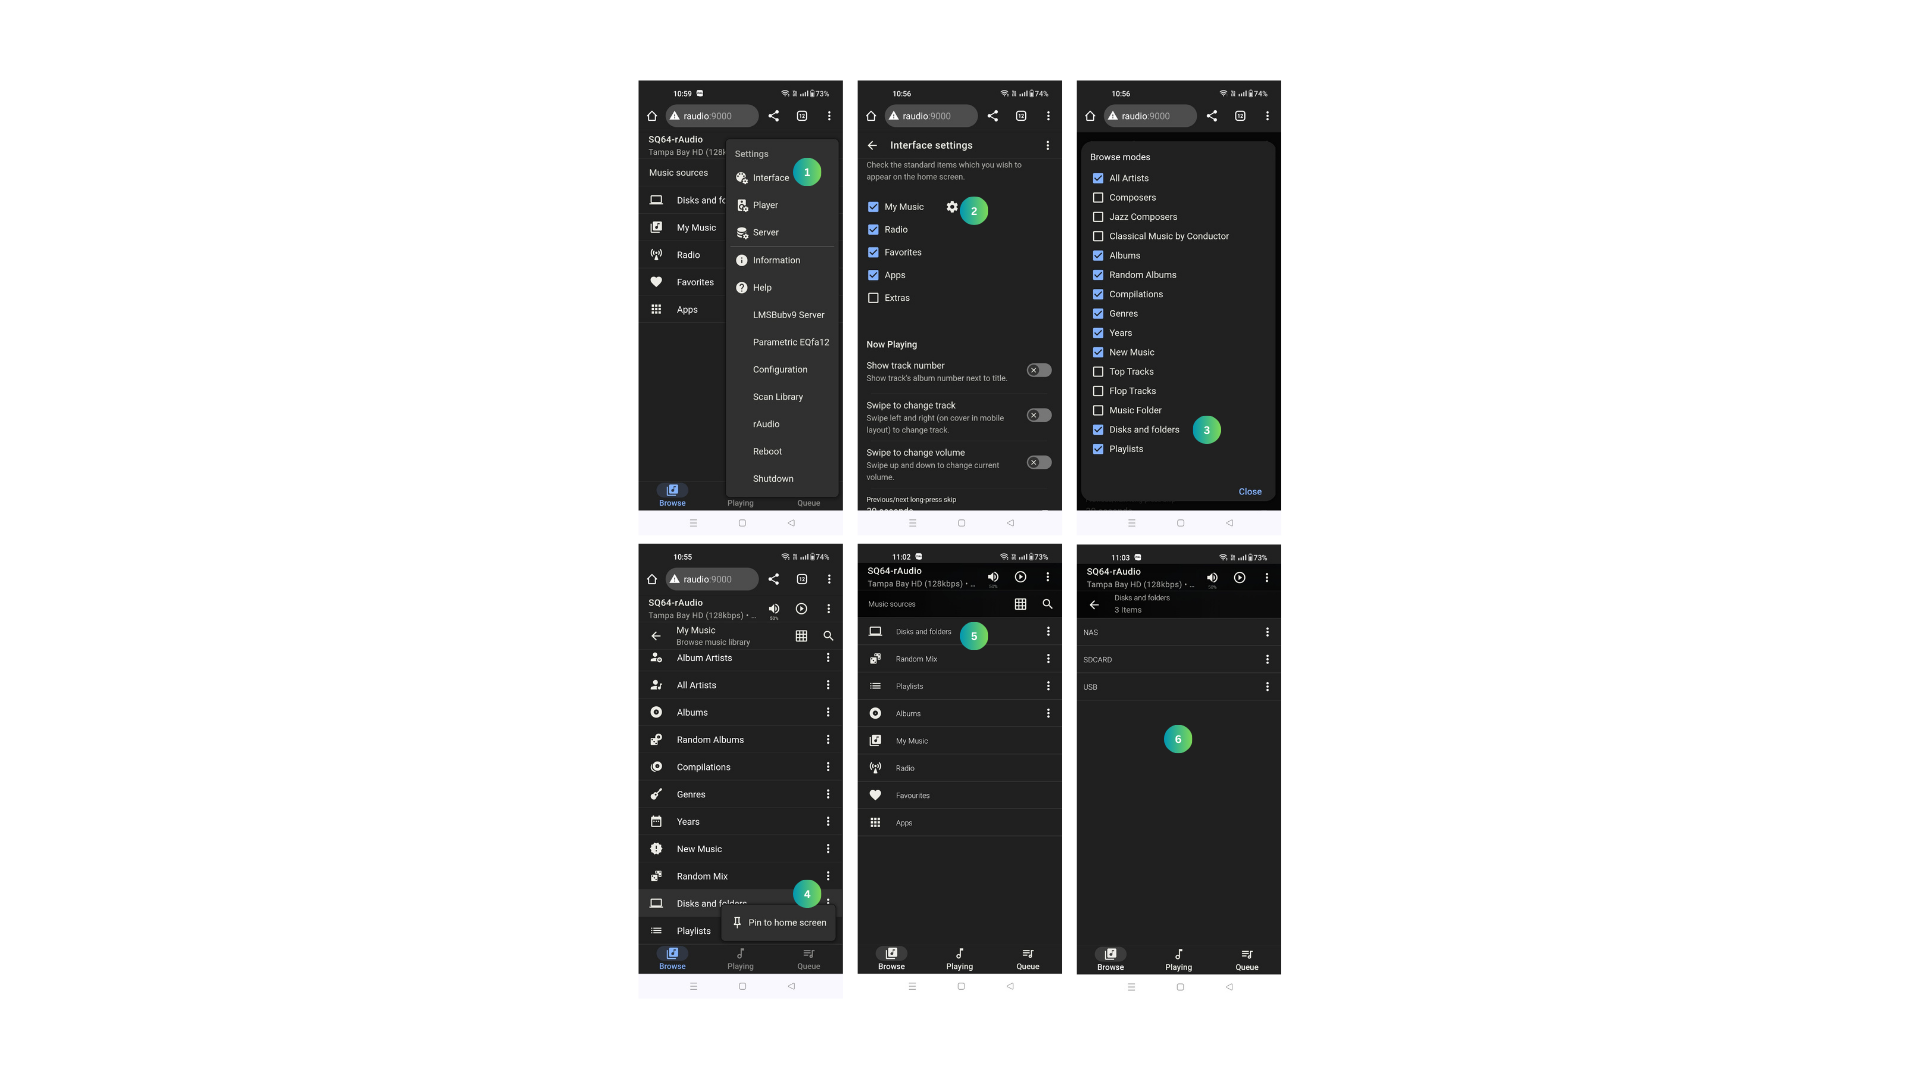 10:59
73%
raudio:9000
12
SQ64-rAudio
Tampa Bay HD (128k
Music sources
Disks and fo
My Music
Radio
Favorites
Apps
Settings
Interface
1
Player
Server
Information
Help
LMSBubv9 Server
Parametric EQfa12
Configuration
Scan Library
rAudio
Reboot
Shutdown
Browse
Playing
Queue
10:56
74%
raudio:9000
12
Interface settings
Check the standard items which you wish to
appear on the home screen.
My Music
2
Radio
Favorites
Apps
Extras
Now Playing
Show track number
Show track's album number next to title.
Swipe to change track
Swipe left and right (on cover in mobile
layout) to change track.
Swipe to change volume
Swipe up and down to change current
volume.
Previous/next long-press skip
10:56
74%
raudio:9000
12
Browse modes
All Artists
Composers
Jazz Composers
Classical Music by Conductor
Albums
Random Albums
Compilations
Genres
Years
New Music
Top Tracks
Flop Tracks
Music Folder
Disks and folders
3
Playlists
Close
10:55
74%
raudio:9000
12
SQ64-rAudio
Tampa Bay HD (128kbps) • ...
My Music
Browse music library
Album Artists
All Artists
Albums
Random Albums
Compilations
Genres
Years
New Music
Random Mix
4
Disks and folders
Pin to home screen
Playlists
Browse
Playing
Queue
11:02
73%
SQ64-rAudio
Tampa Bay HD (128kbps) • ...
Music sources
Disks and folders
5
Random Mix
Playlists
Albums
My Music
Radio
Favourites
Apps
Browse
Playing
Queue
11:03
73%
SQ64-rAudio
Tampa Bay HD (128kbps) • ...
Disks and folders
3 Items
NAS
SDCARD
USB
6
Browse
Playing
Queue